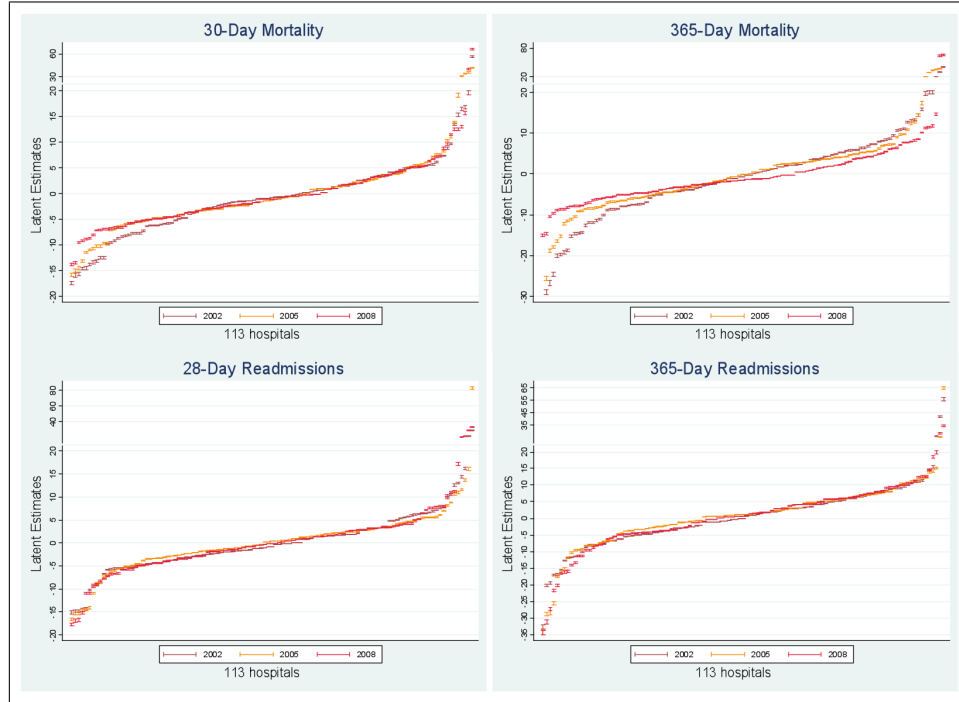 30-Day Mortality
Latent Estimates
60
30
20
15
10
5
0
-5
-10
-15
-20
2002 2005 2008
113 hospitals
365-Day Mortality
Latent Estimates
80
20
20
10
0
-10
-20
-30
2002 2005 2008
113 hospitals
28-Day Readmissions
Latent Estimates
80
40
20
15
10
5
0
-5
-10
-15
-20
2002 2005 2008
113 hospitals
365-Day Readmissions
Latent Estimates
65
55
45
35
20
15
10
5
0
-5
-10
-15
-20
-25
-30
-35
2002 2005 2008
113 hospitals